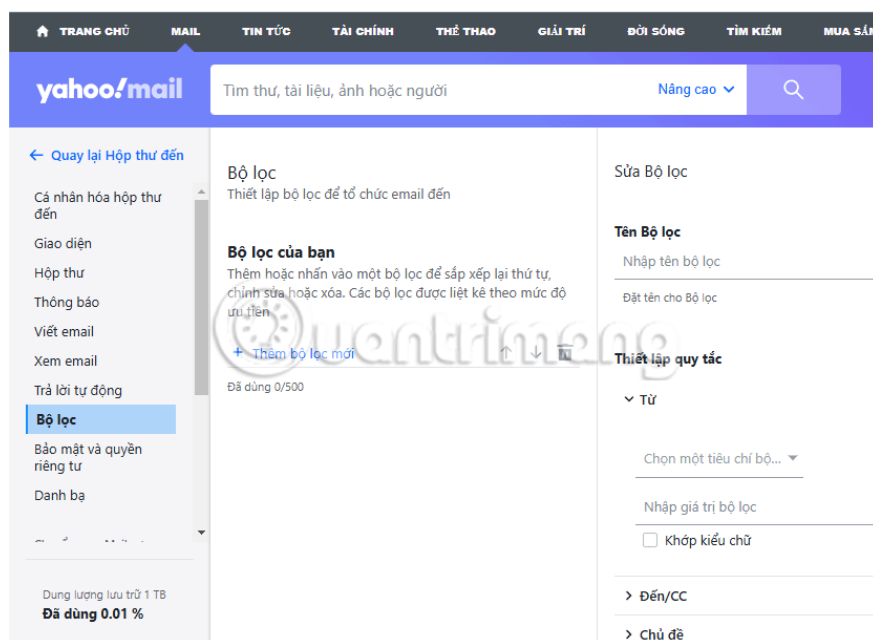 TRANG CHỦ MAIL TIN TỨC TÀI CHÍNH THỂ THAO GIẢI TRÍ ĐỜI SỐNG TÌM KIẾM MUA SẮ
yahoo!mail Tìm thư, tài liệu, ảnh hoặc người Nâng cao
Quay lại Hộp thư đến
Cá nhân hóa hộp thư
đến
Giao diện
Hộp thư
Thông báo
Viết email
Xem email
Trả lời tự động
Bộ lọc
Bảo mật và quyền
riêng tư
Danh bạ
Dung lượng lưu trữ 1 TB
Đã dùng 0.01 %
Bộ lọc
Thiết lập bộ lọc để tổ chức email đến
Bộ lọc của bạn
Thêm hoặc nhấn vào một bộ lọc để sắp xếp lại thứ tự,
chỉnh sửa hoặc xóa. Các bộ lọc được liệt kê theo mức độ
ưu tiên
+ Thêm bộ lọc mới
Đã dùng 0/500
Quantrimang
Sửa Bộ lọc
Tên Bộ lọc
Nhập tên bộ lọc
Đặt tên cho Bộ lọc
Thiết lập quy tắc
Từ
Chọn một tiêu chí bộ...
Nhập giá trị bộ lọc
Khớp kiểu chữ
Đến/CC
Chủ đề